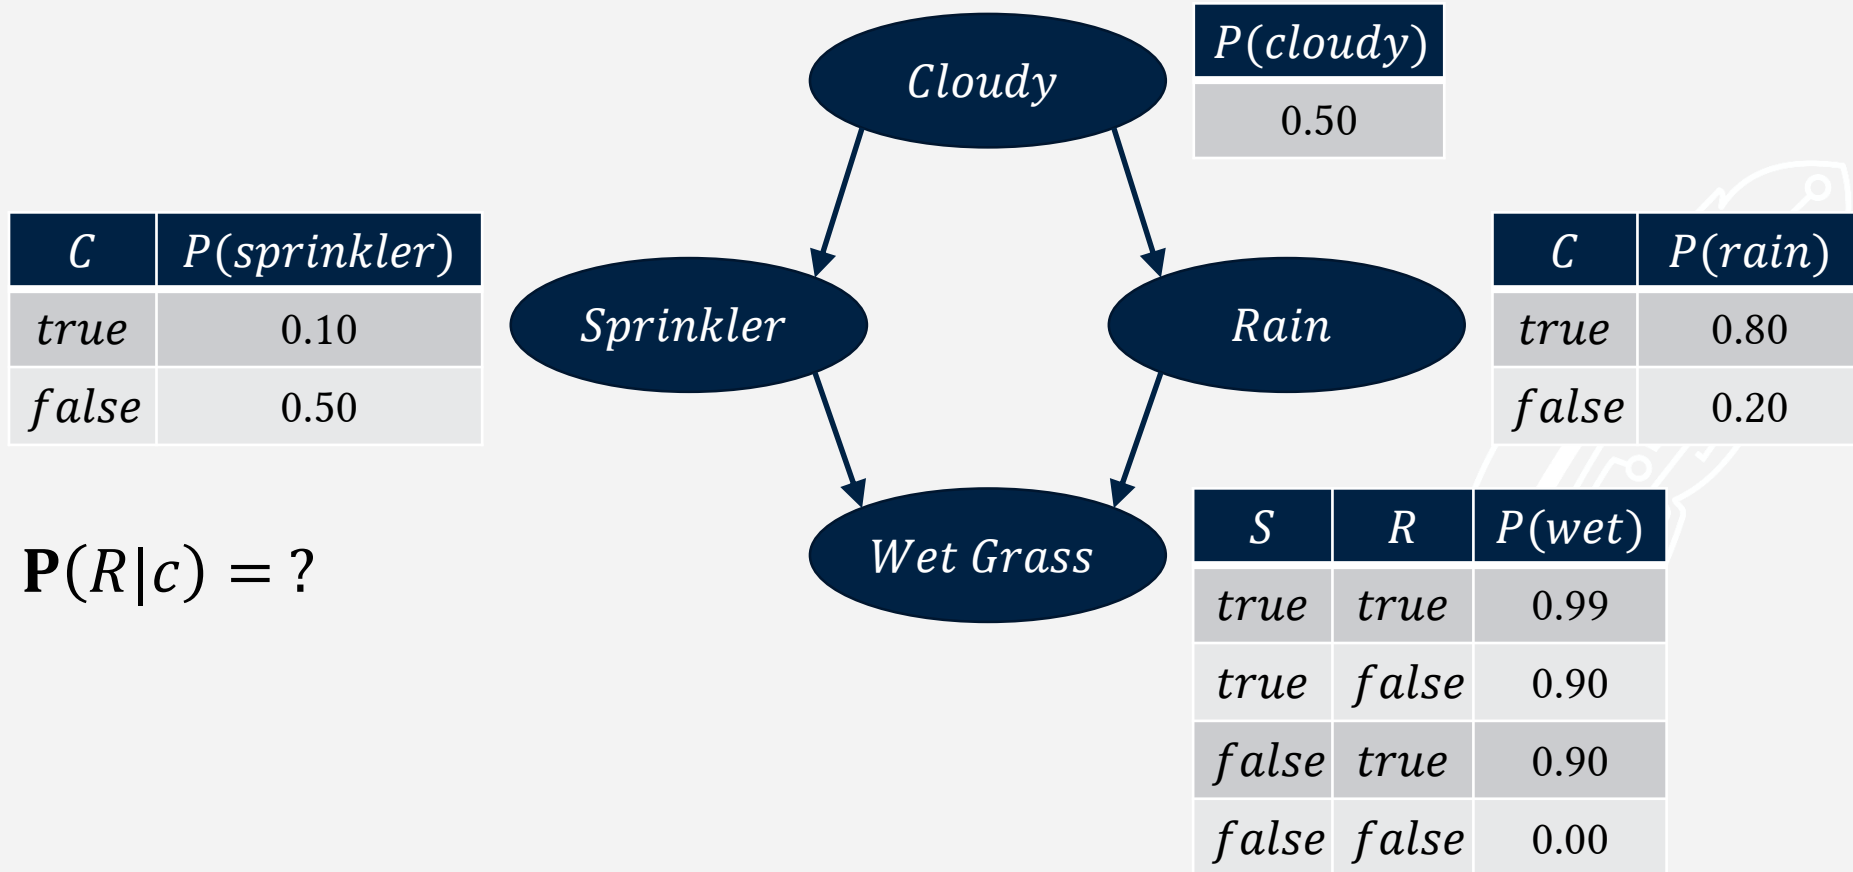 Cloudy
P(cloudy)
0.50
C P(sprinkler)
true 0.10
false 0.50
Sprinkler
Rain
C P(rain)
true 0.80
false 0.20
P(R|c) = ?
Wet Grass
S R P(wet)
true true 0.99
true false 0.90
false true 0.90
false false 0.00